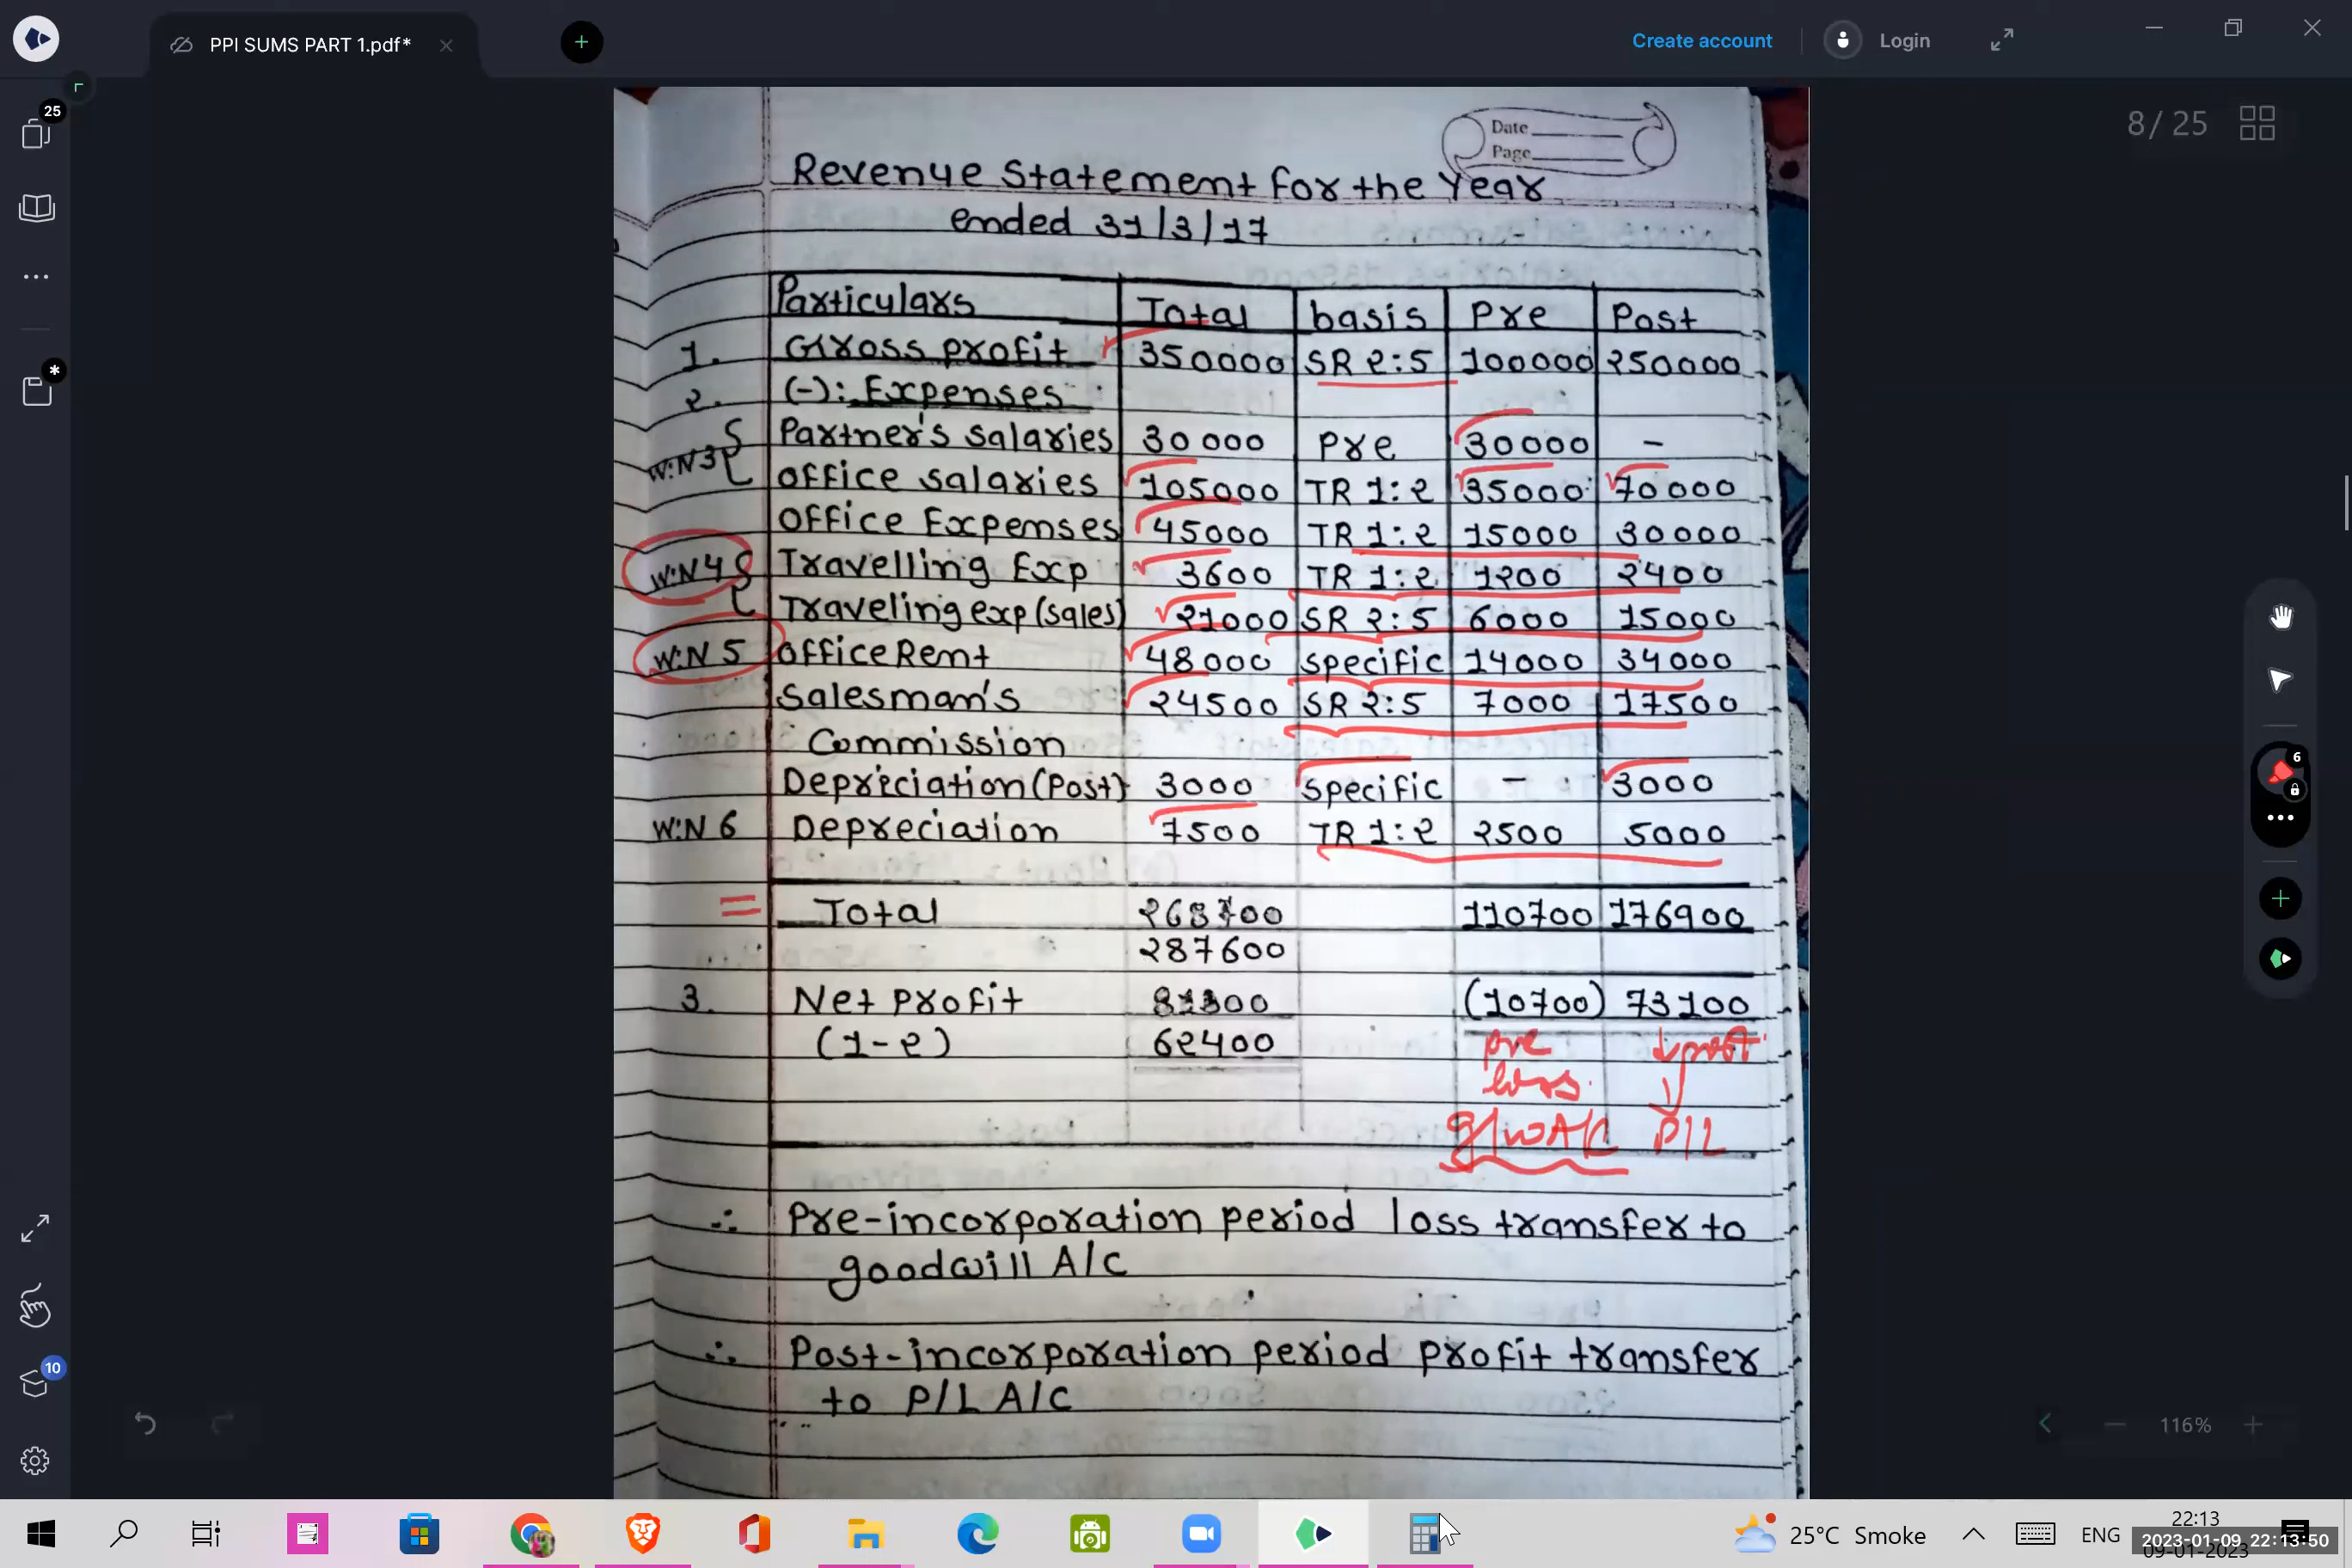 PPI SUMS PART 1.pdf*
Create account
Login
25
8/ 25
Date
Page
Revenue Statement for the Year
ended 31/3/17
Particulars Total basis Pre Post
1. Gross profit 350000 SR 2:5 100000 250000
2. (-): Expenses
Partner's salaries 30000 Pre 30000 -
W:N3 office salaries 105000 TR 1:2 35000 70000
office Expenses 45000 TR 1:2 15000 30000
W:N4 Travelling Exp 3600 TR 1:2 1200 2400
Traveling exp (sales) 21000 SR 2:5 6000 15000
W:N 5 office Rent 48000 specific 14000 34000
Salesman's 24500 SR 2:5 7000 17500
Commission
Depreciation (Post) 3000 specific - 3000
W:N 6 Depreciation 7500 TR 1:2 2500 5000
= Total 268700 110700 176900
287600
3. Net profit 81300 (10700) 73100
(1-2) 62400
pre
loss
g/w A/C P/L
∴ Pre-incorporation period loss transfer to
goodwill A/C
∴ Post-incorporation period profit transfer
to P/L A/C
6
10
116%
25°C Smoke
ENG
22:13
2023-01-09 22:13:50